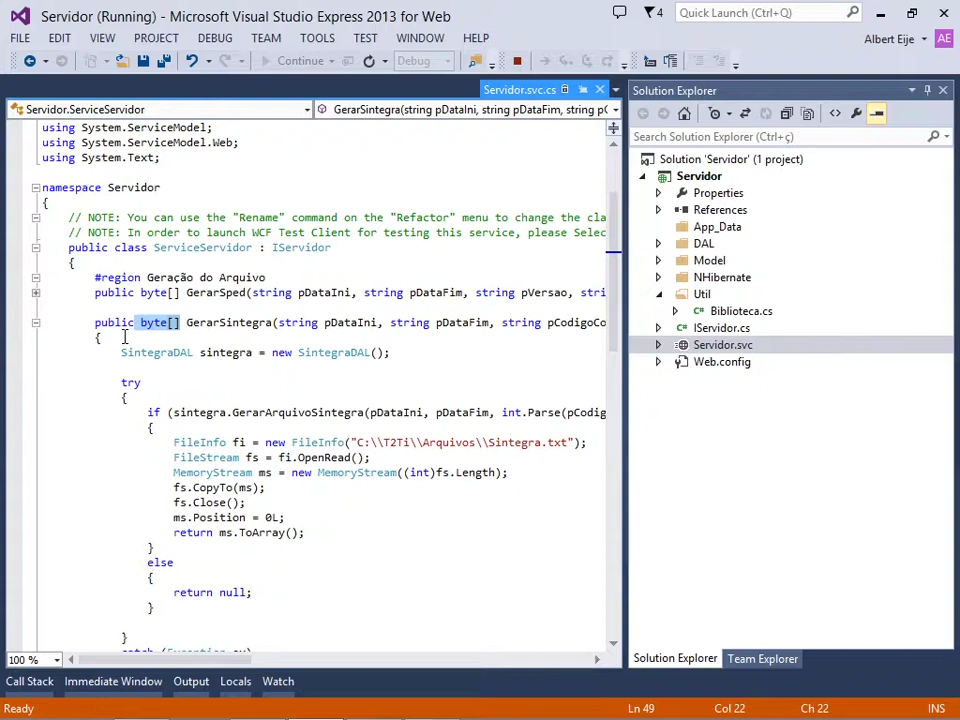 Servidor (Running) - Microsoft Visual Studio Express 2013 for Web
4
Quick Launch (Ctrl+Q)
FILE EDIT VIEW PROJECT DEBUG TEAM TOOLS TEST WINDOW HELP
Albert Eije AE
Continue Debug
Servidor.svc.cs
Servidor.ServiceServidor
GerarSintegra(string pDataIni, string pDataFim, string pC
using System.ServiceModel;
using System.ServiceModel.Web;
using System.Text;
namespace Servidor
{
// NOTE: You can use the "Rename" command on the "Refactor" menu to change the cla
// NOTE: In order to launch WCF Test Client for testing this service, please Selec
public class ServiceServidor : IServidor
{
#region Geração do Arquivo
public byte[] GerarSped(string pDataIni, string pDataFim, string pVersao, stri
public byte[] GerarSintegra(string pDataIni, string pDataFim, string pCodigoCo
{
SintegraDAL sintegra = new SintegraDAL();
try
{
if (sintegra.GerarArquivoSintegra(pDataIni, pDataFim, int.Parse(pCodig
{
FileInfo fi = new FileInfo("C:\\T2Ti\\Arquivos\\Sintegra.txt");
FileStream fs = fi.OpenRead();
MemoryStream ms = new MemoryStream((int)fs.Length);
fs.CopyTo(ms);
fs.Close();
ms.Position = 0L;
return ms.ToArray();
}
else
{
return null;
}
}
catch (Exception ex)
100 %
Solution Explorer
Search Solution Explorer (Ctrl+ç)
Solution 'Servidor' (1 project)
Servidor
Properties
References
App_Data
DAL
Model
NHibernate
Util
Biblioteca.cs
IServidor.cs
Servidor.svc
Web.config
Solution Explorer Team Explorer
Call Stack Immediate Window Output Locals Watch
Ready Ln 49 Col 22 Ch 22 INS